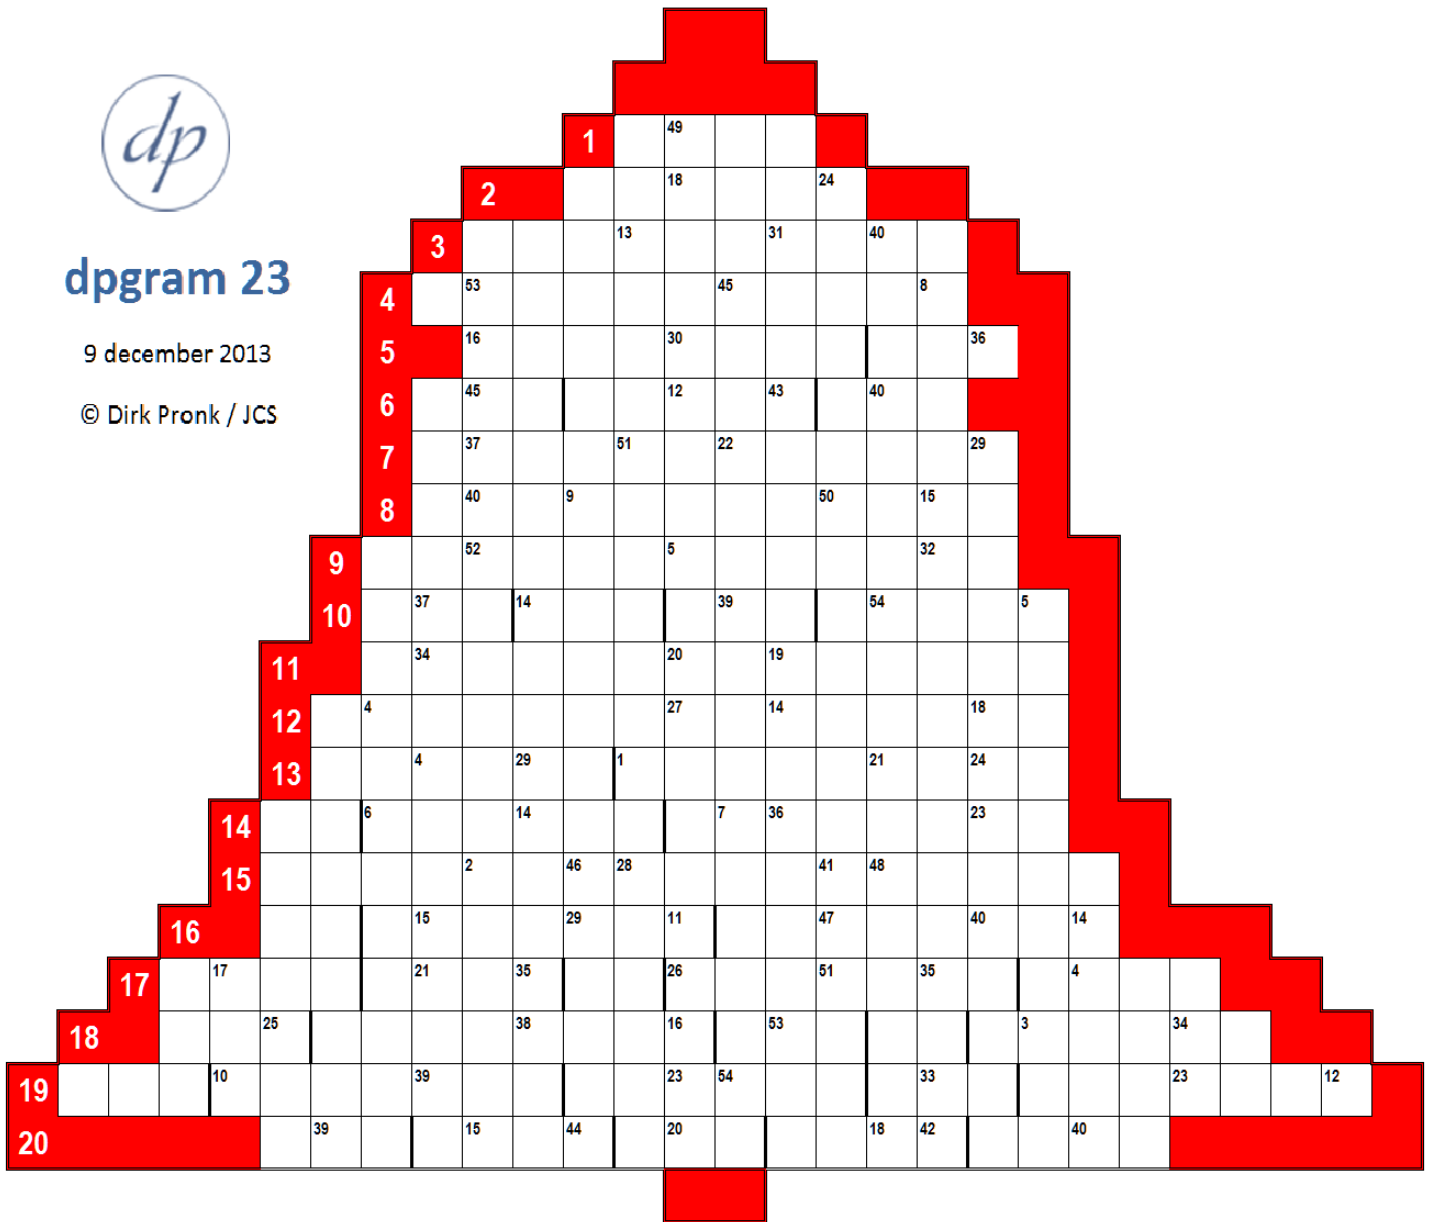 dp
dpgram 23
9 december 2013
© Dirk Pronk / JCS
1 49
2 18 24
3 13 31 40
4 53 45 8
5 16 30 36
6 45 12 43 40
7 37 51 22 29
8 40 9 50 15
9 52 5 32
10 37 14 39 54 5
11 34 20 19
12 4 27 14 18
13 4 29 1 21 24
14 6 14 7 36 23
15 2 46 28 41 48
16 15 29 11 47 40 14
17 17 21 35 26 51 35 4
18 25 38 16 53 3 34
19 10 39 23 54 33 23 12
20 39 15 44 20 18 42 40